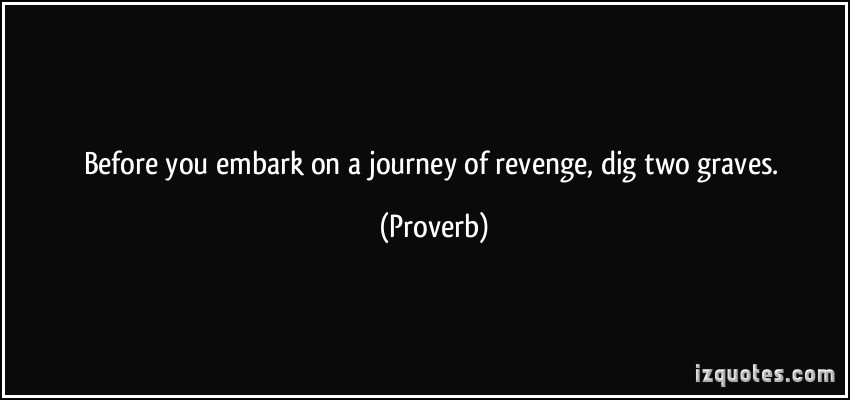 Before you embark on a journey of revenge, dig two graves.
(Proverb)
izquotes.com